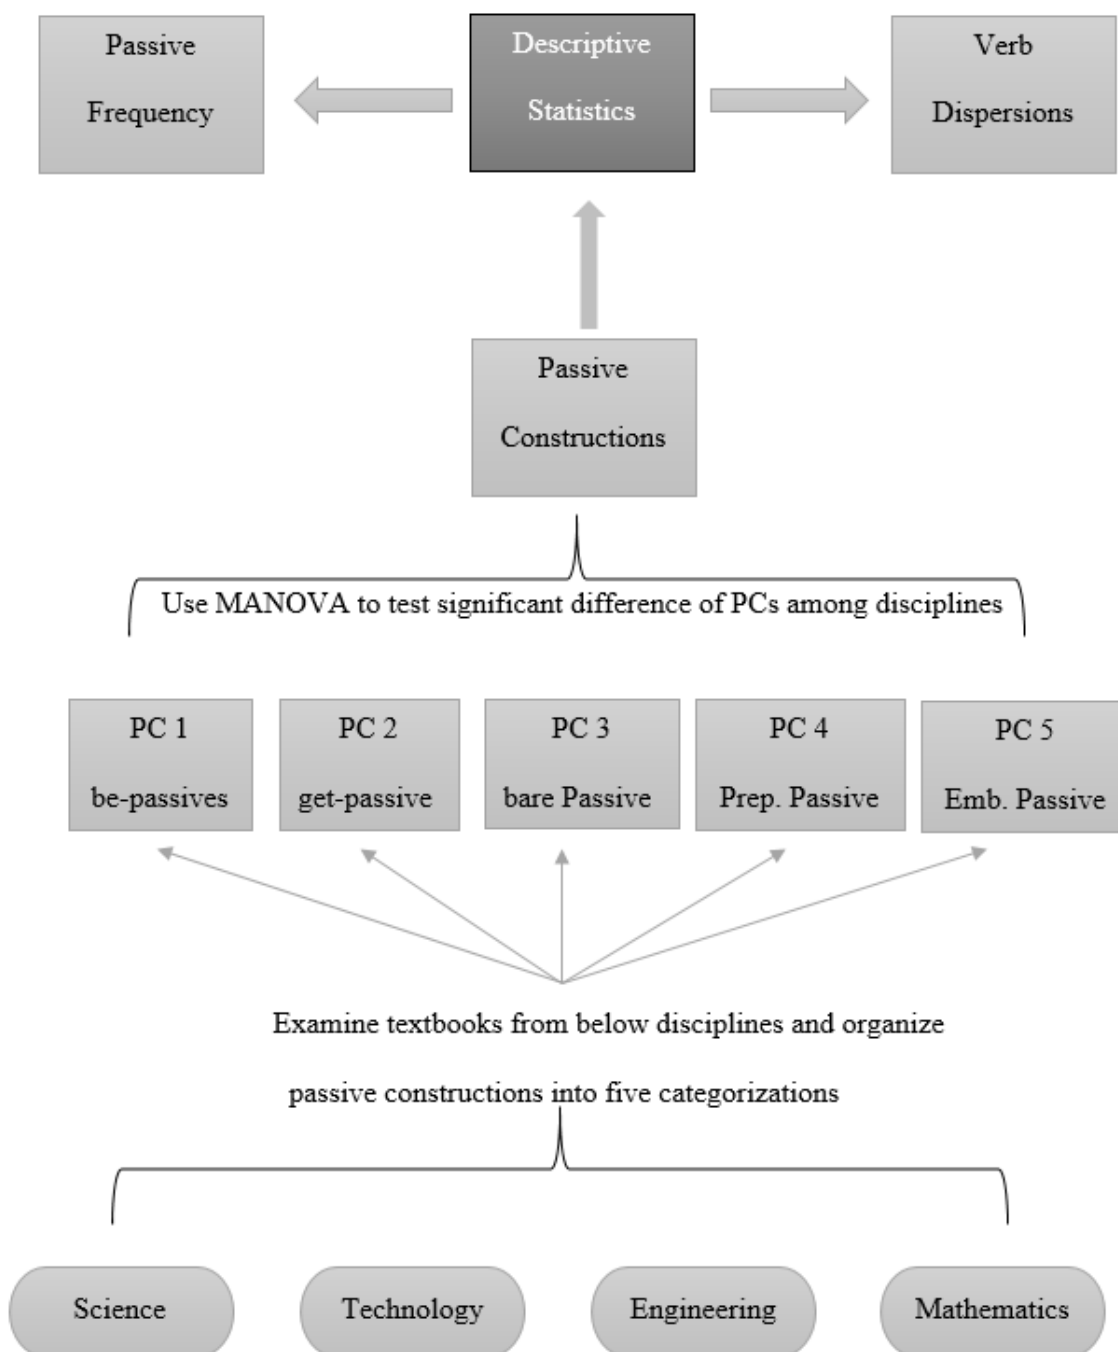 Passive
Frequency
Descriptive
Statistics
Verb
Dispersions
Passive
Constructions
Use MANOVA to test significant difference of PCs among disciplines
PC 1
be-passives
PC 2
get-passive
PC 3
bare Passive
PC 4
Prep. Passive
PC 5
Emb. Passive
Examine textbooks from below disciplines and organize
passive constructions into five categorizations
Science
Technology
Engineering
Mathematics